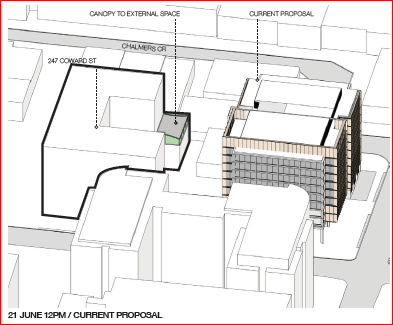 CANOPY TO EXTERNAL SPACE
CURRENT PROPOSAL
CHALMERS CR
247 COWARD ST
21 JUNE 12PM / CURRENT PROPOSAL